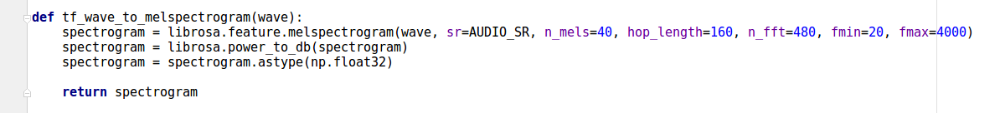 def tf_wave_to_melspectrogram(wave):
    spectrogram = librosa.feature.melspectrogram(wave, sr=AUDIO_SR, n_mels=40, hop_length=160, n_fft=480, fmin=20, fmax=4000)
    spectrogram = librosa.power_to_db(spectrogram)
    spectrogram = spectrogram.astype(np.float32)
    return spectrogram